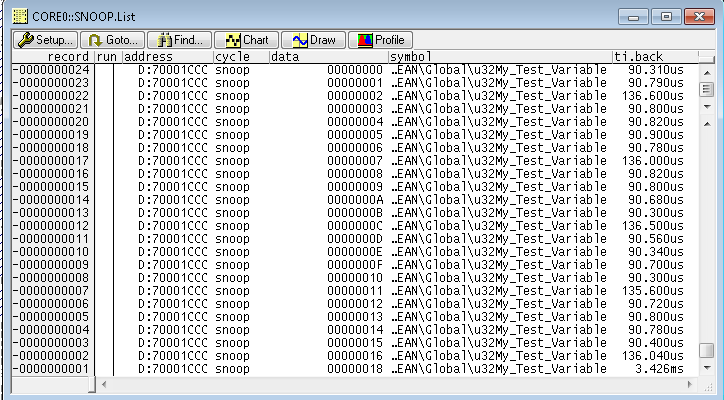 CORE0::SNOOP.List
Setup... Goto... Find... Chart Draw Profile
record run address cycle data symbol ti.back
-0000000024 D:70001CCC snoop 00000000 ..EAN\Global\u32My_Test_Variable 90.310us
-0000000023 D:70001CCC snoop 00000001 ..EAN\Global\u32My_Test_Variable 90.790us
-0000000022 D:70001CCC snoop 00000002 ..EAN\Global\u32My_Test_Variable 136.600us
-0000000021 D:70001CCC snoop 00000003 ..EAN\Global\u32My_Test_Variable 90.800us
-0000000020 D:70001CCC snoop 00000004 ..EAN\Global\u32My_Test_Variable 90.820us
-0000000019 D:70001CCC snoop 00000005 ..EAN\Global\u32My_Test_Variable 90.900us
-0000000018 D:70001CCC snoop 00000006 ..EAN\Global\u32My_Test_Variable 90.780us
-0000000017 D:70001CCC snoop 00000007 ..EAN\Global\u32My_Test_Variable 136.000us
-0000000016 D:70001CCC snoop 00000008 ..EAN\Global\u32My_Test_Variable 90.820us
-0000000015 D:70001CCC snoop 00000009 ..EAN\Global\u32My_Test_Variable 90.800us
-0000000014 D:70001CCC snoop 0000000A ..EAN\Global\u32My_Test_Variable 90.680us
-0000000013 D:70001CCC snoop 0000000B ..EAN\Global\u32My_Test_Variable 90.300us
-0000000012 D:70001CCC snoop 0000000C ..EAN\Global\u32My_Test_Variable 136.500us
-0000000011 D:70001CCC snoop 0000000D ..EAN\Global\u32My_Test_Variable 90.560us
-0000000010 D:70001CCC snoop 0000000E ..EAN\Global\u32My_Test_Variable 90.340us
-0000000009 D:70001CCC snoop 0000000F ..EAN\Global\u32My_Test_Variable 90.700us
-0000000008 D:70001CCC snoop 00000010 ..EAN\Global\u32My_Test_Variable 90.300us
-0000000007 D:70001CCC snoop 00000011 ..EAN\Global\u32My_Test_Variable 135.600us
-0000000006 D:70001CCC snoop 00000012 ..EAN\Global\u32My_Test_Variable 90.720us
-0000000005 D:70001CCC snoop 00000013 ..EAN\Global\u32My_Test_Variable 90.800us
-0000000004 D:70001CCC snoop 00000014 ..EAN\Global\u32My_Test_Variable 90.780us
-0000000003 D:70001CCC snoop 00000015 ..EAN\Global\u32My_Test_Variable 90.400us
-0000000002 D:70001CCC snoop 00000016 ..EAN\Global\u32My_Test_Variable 136.040us
-0000000001 D:70001CCC snoop 00000018 ..EAN\Global\u32My_Test_Variable 3.426ms